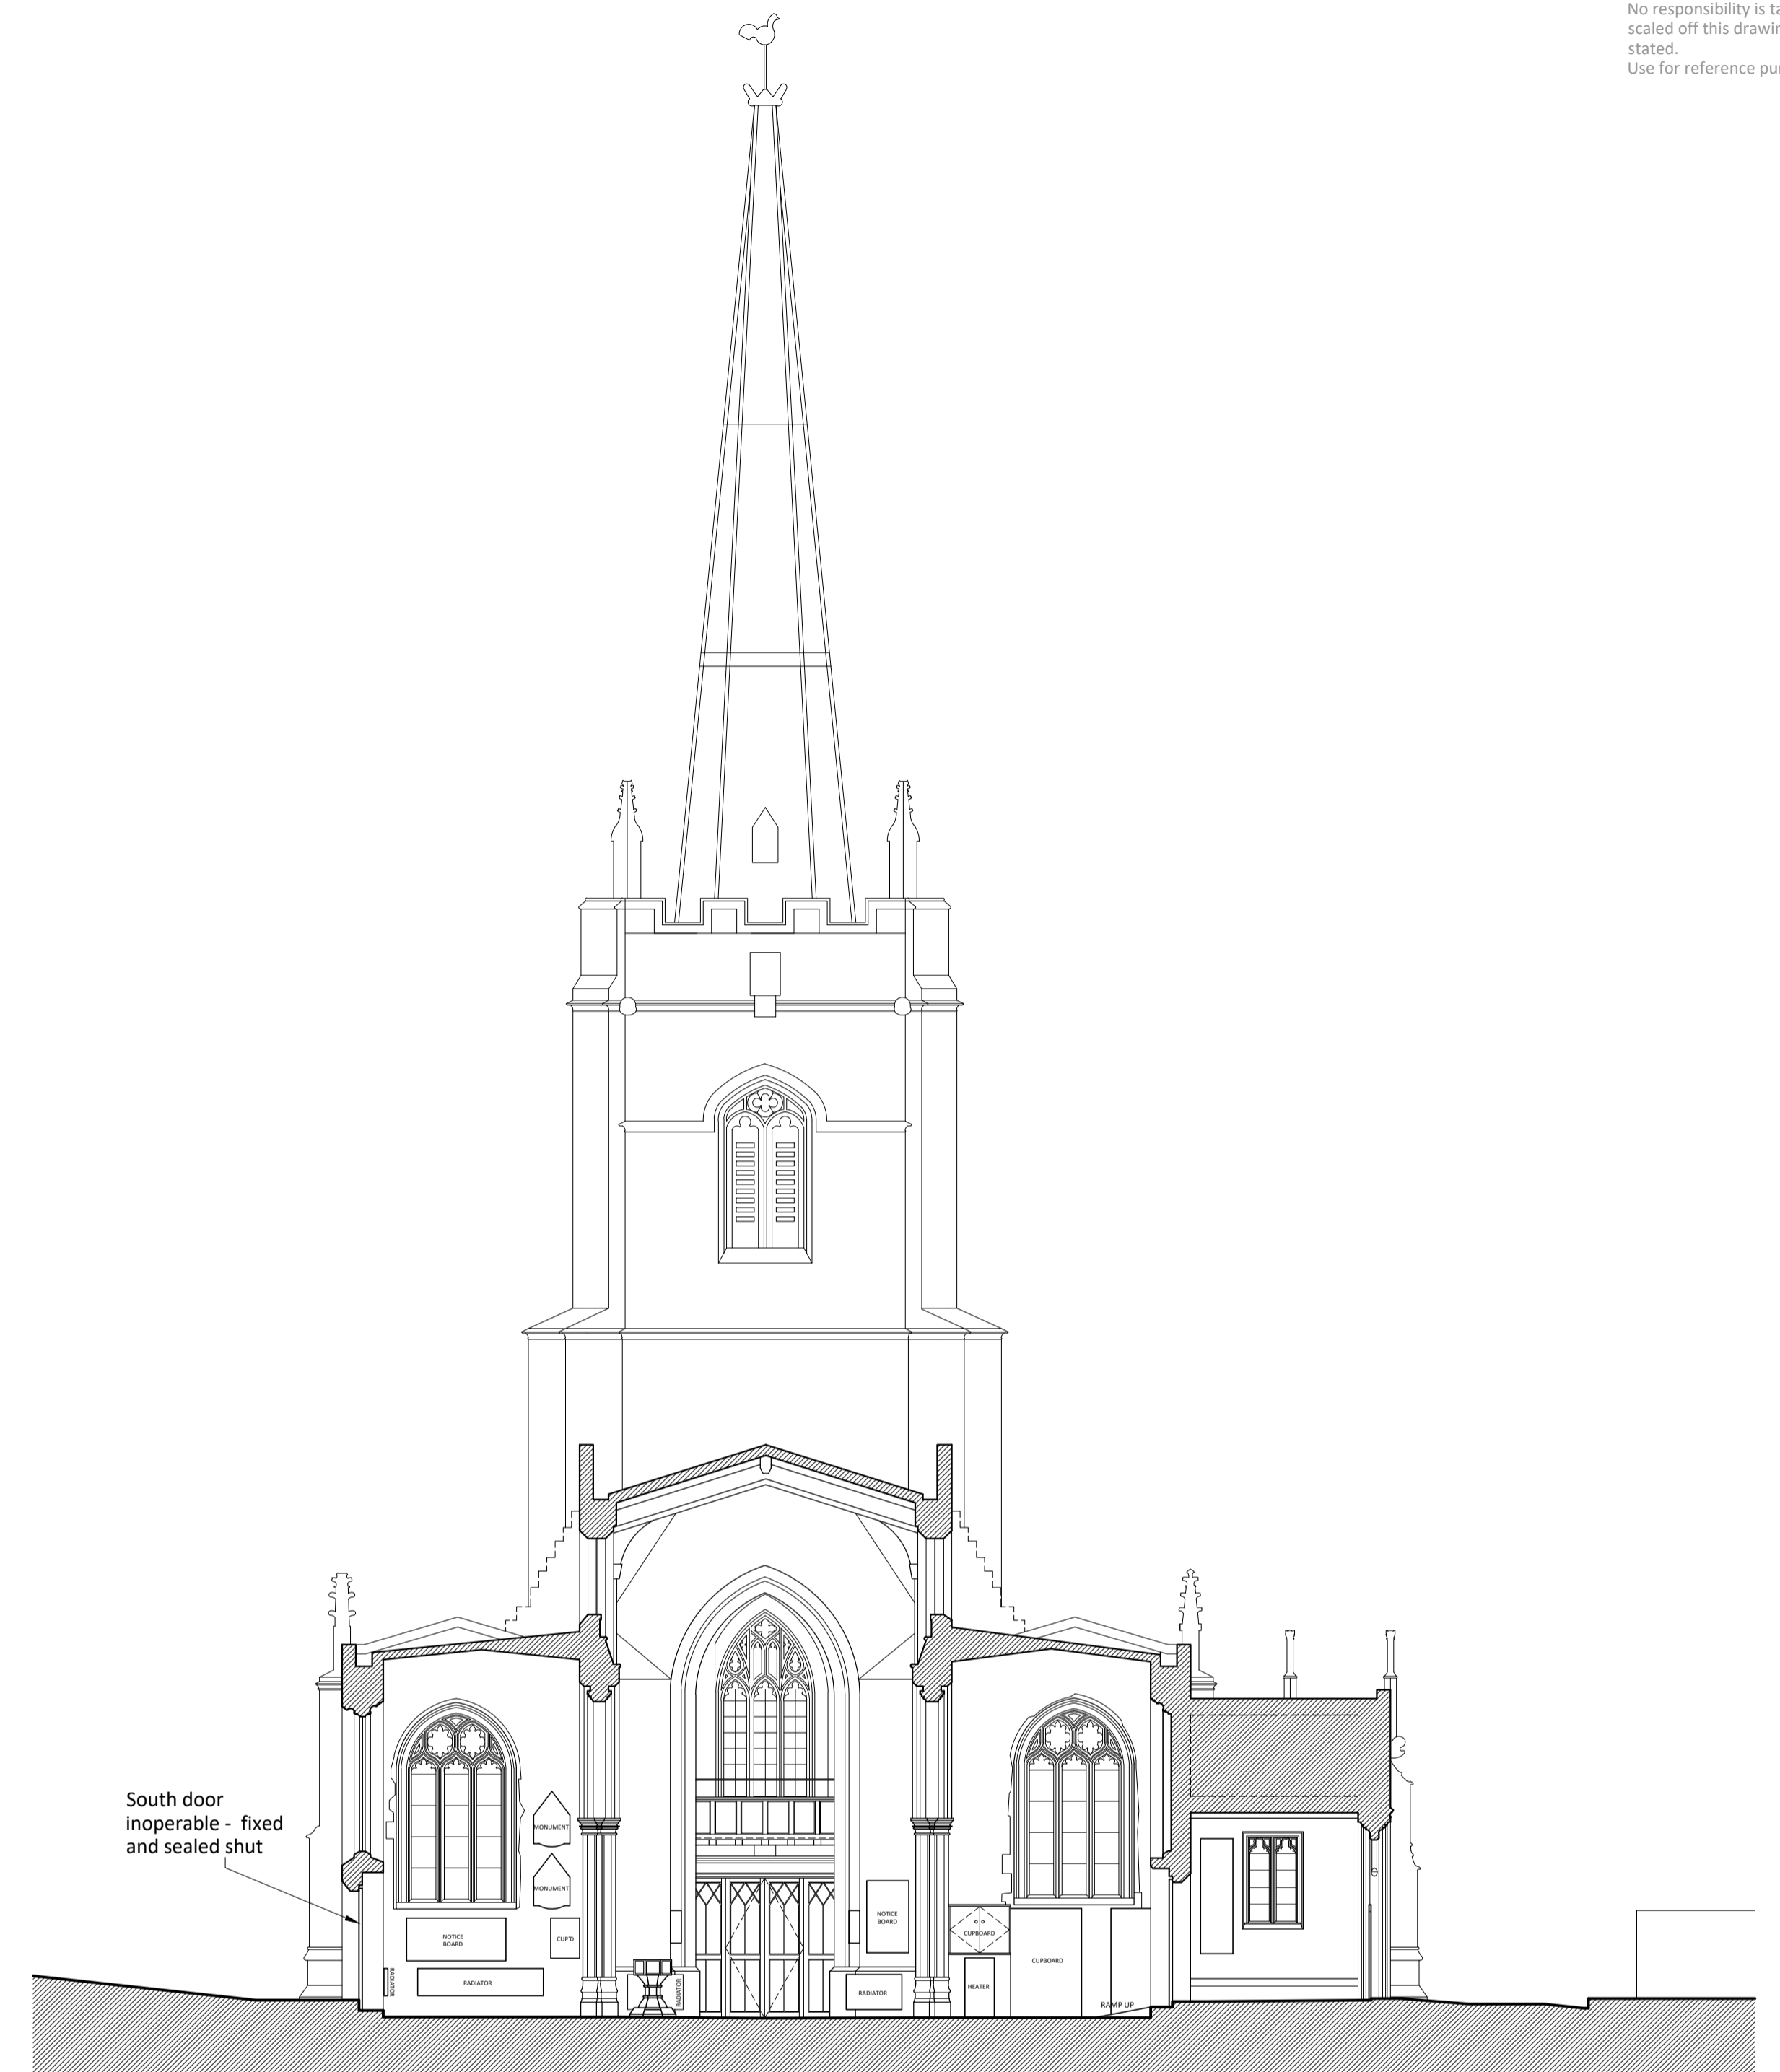 No responsibility is ta
scaled off this drawin
stated.
Use for reference pur
South door
inoperable - fixed
and sealed shut
MONUMENT
MONUMENT
NOTICE
BOARD
CUP'D
RADIATOR
RADIATOR
RADIATOR
NOTICE
BOARD
RADIATOR
CUPBOARD
HEATER
CUPBOARD
RAMP UP